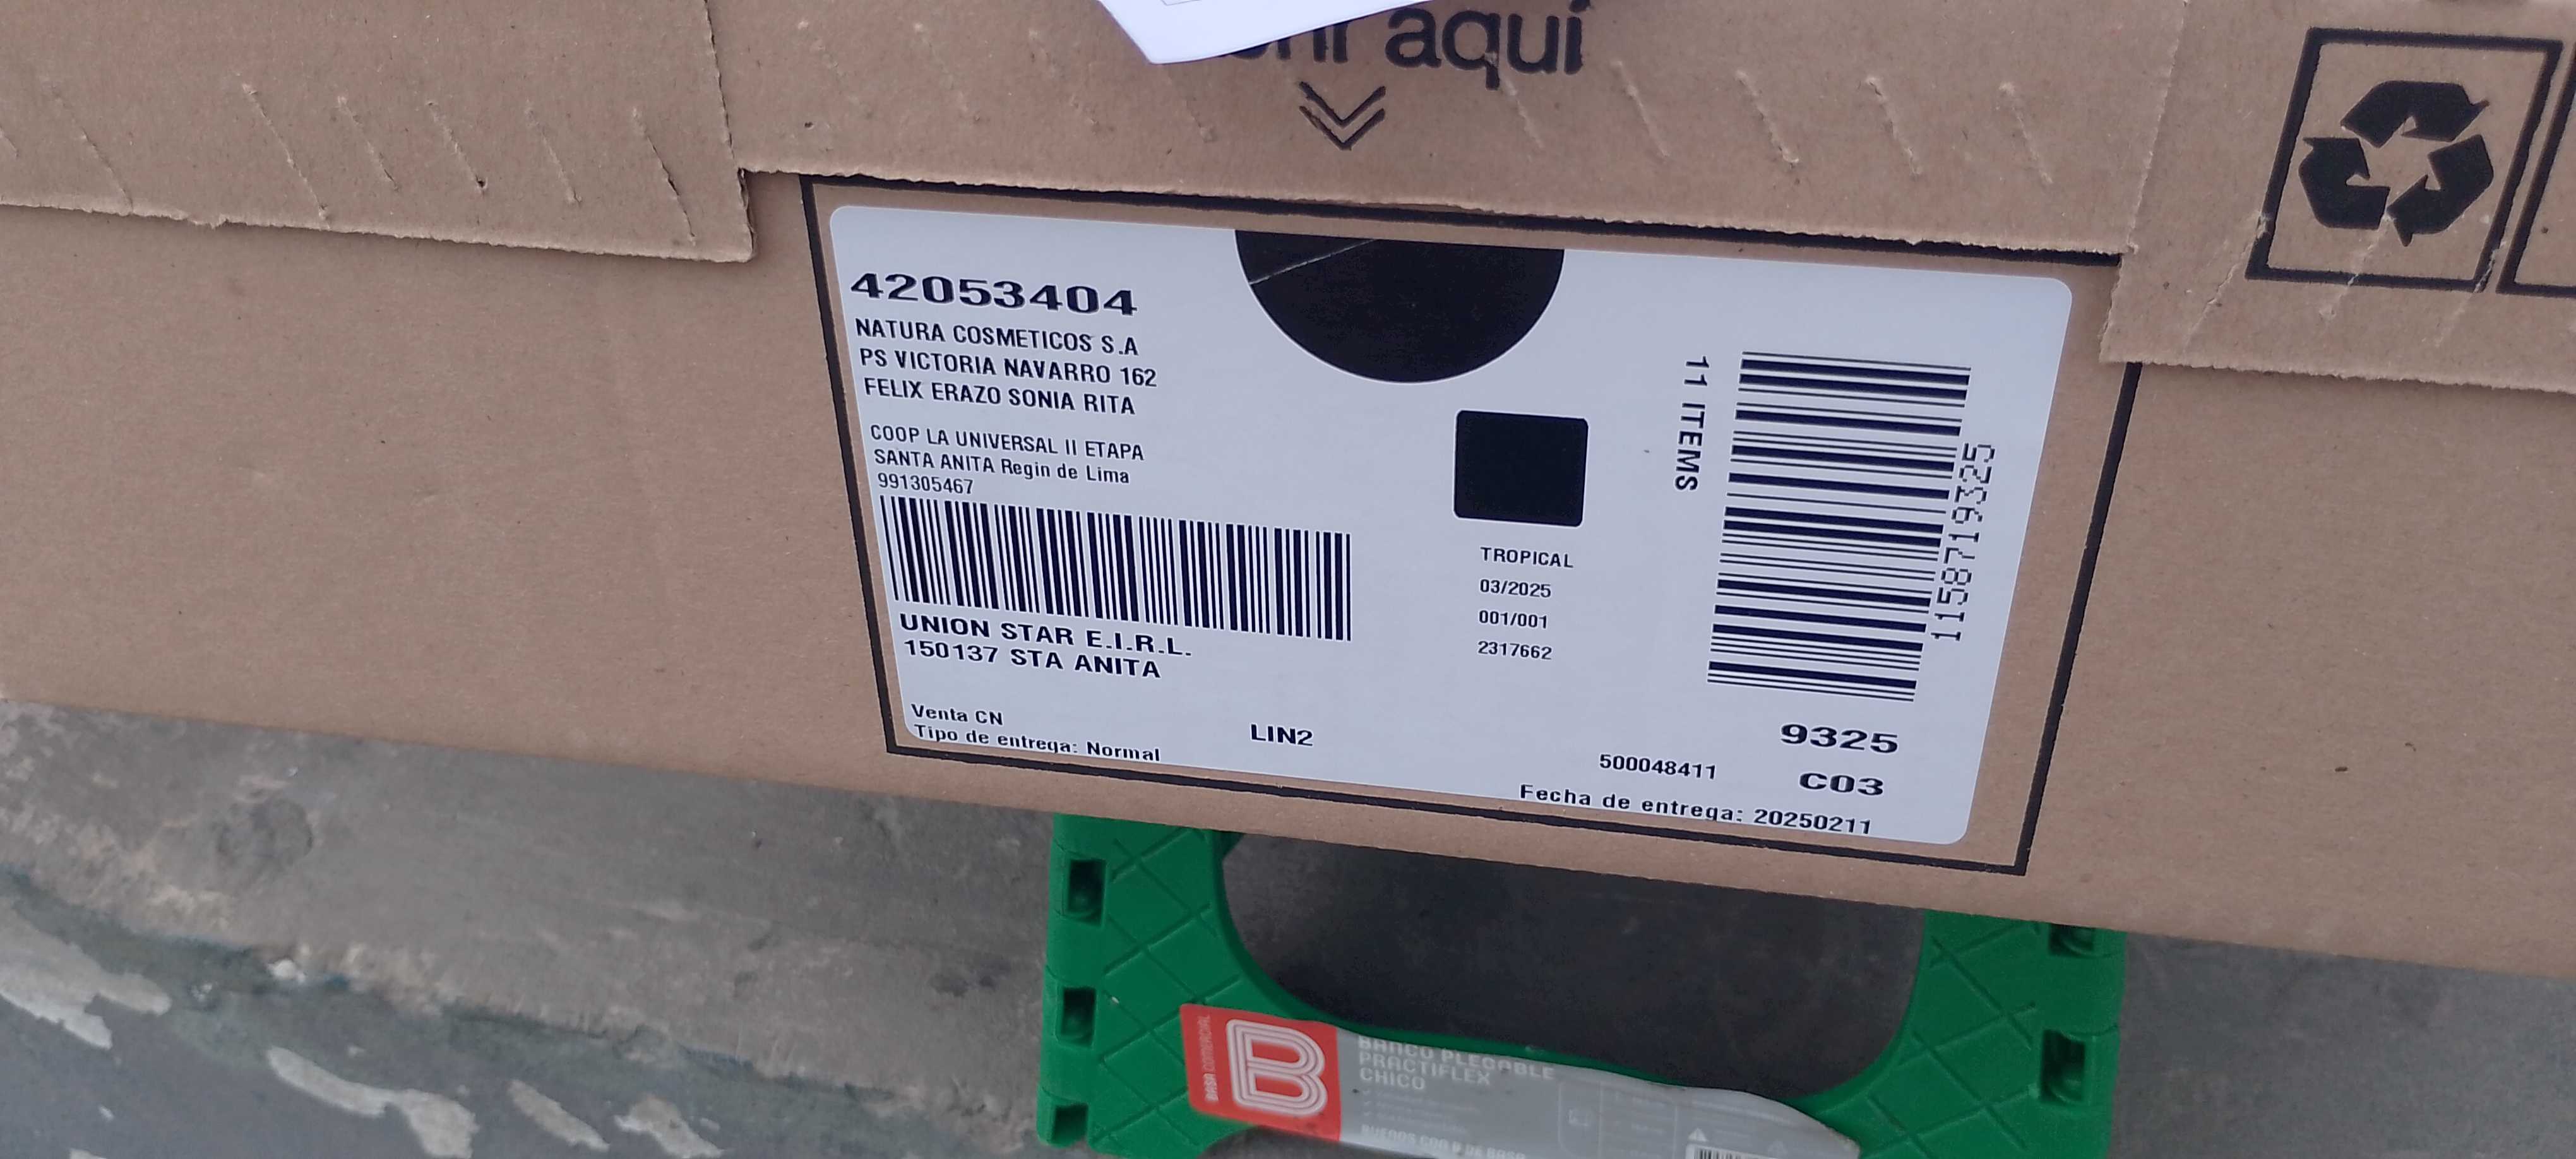 aquí
42053404
NATURA COSMETICOS S.A
PS VICTORIA NAVARRO 162
FELIX ERAZO SONIA RITA
COOP LA UNIVERSAL II ETAPA
SANTA ANITA Regin de Lima
991305467
UNION STAR E.I.R.L.
150137 STA ANITA
Venta CN
Tipo de entrega: Normal
LIN2
TROPICAL
03/2025
001/001
2317662
11 ITEMS
1158719325
9325
500048411
C03
Fecha de entrega: 20250211
BASA COMERCIAL
B
BANCO PLEGABLE
PRACTIFLEX
CHICO